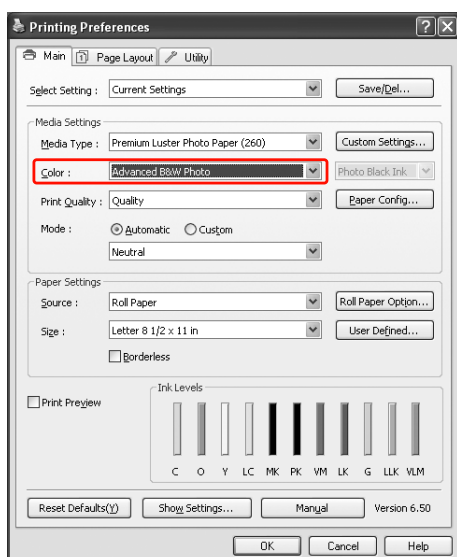 Printing Preferences
Main Page Layout Utility
Select Setting : Current Settings Save/Del...
Media Settings
Media Type : Premium Luster Photo Paper (260) Custom Settings...
Color : Advanced B&W Photo Photo Black Ink
Print Quality : Quality Paper Config...
Mode : Automatic Custom
Neutral
Paper Settings
Source : Roll Paper Roll Paper Option...
Size : Letter 8 1/2 x 11 in User Defined...
Borderless
Print Preview
Ink Levels
C O Y LC MK PK VM LK G LLK VLM
Reset Defaults(Y) Show Settings... Manual Version 6.50
OK Cancel Help